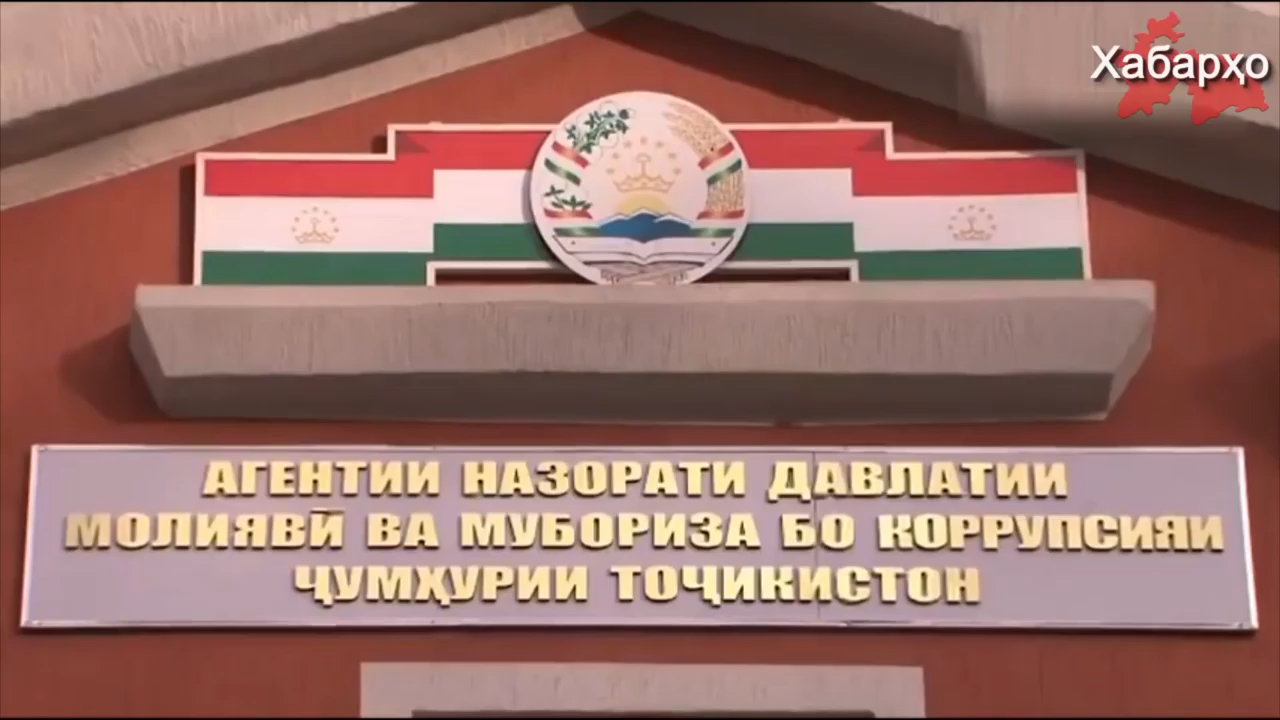 Хабарҳо
АГЕНТИИ НАЗОРАТИ ДАВЛАТИИ
МОЛИЯВӢ ВА МУБОРИЗА БО КОРРУПСИЯИ
ҶУМҲУРИИ ТОҶИКИСТОН